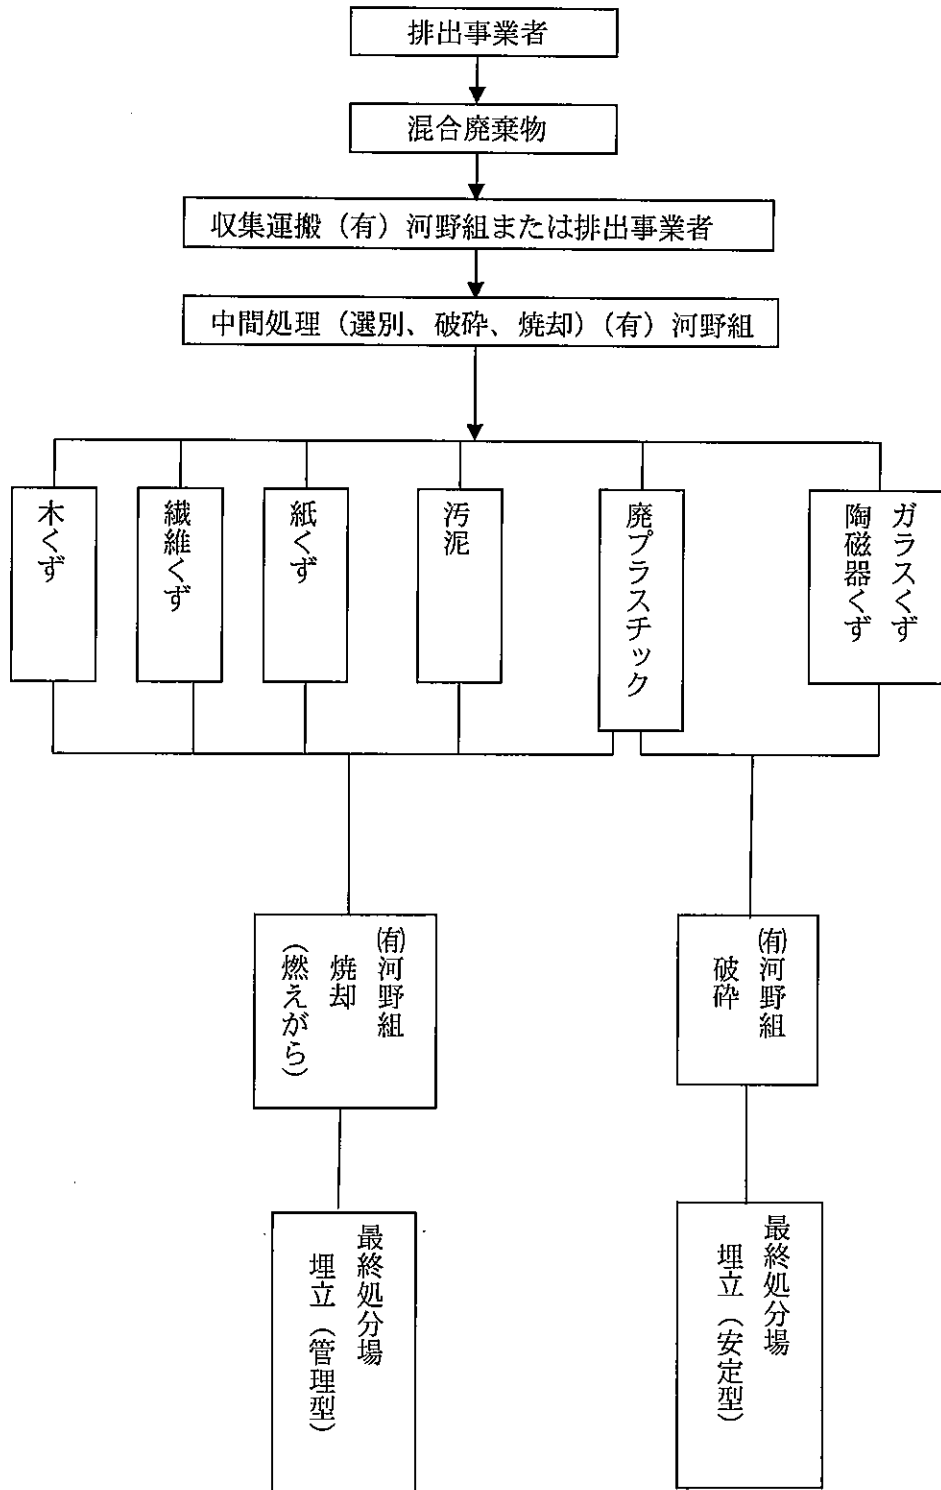 排出事業者
混合廃棄物
収集運搬（有）河野組または排出事業者
中間処理（選別、破砕、焼却）（有）河野組
木くず
繊維くず
紙くず
汚泥
廃プラスチック
ガラスくず
陶磁器くず
㈲河野組
焼却
（燃えがら）
㈲河野組
破砕
最終処分場
埋立（管理型）
最終処分場
埋立（安定型）